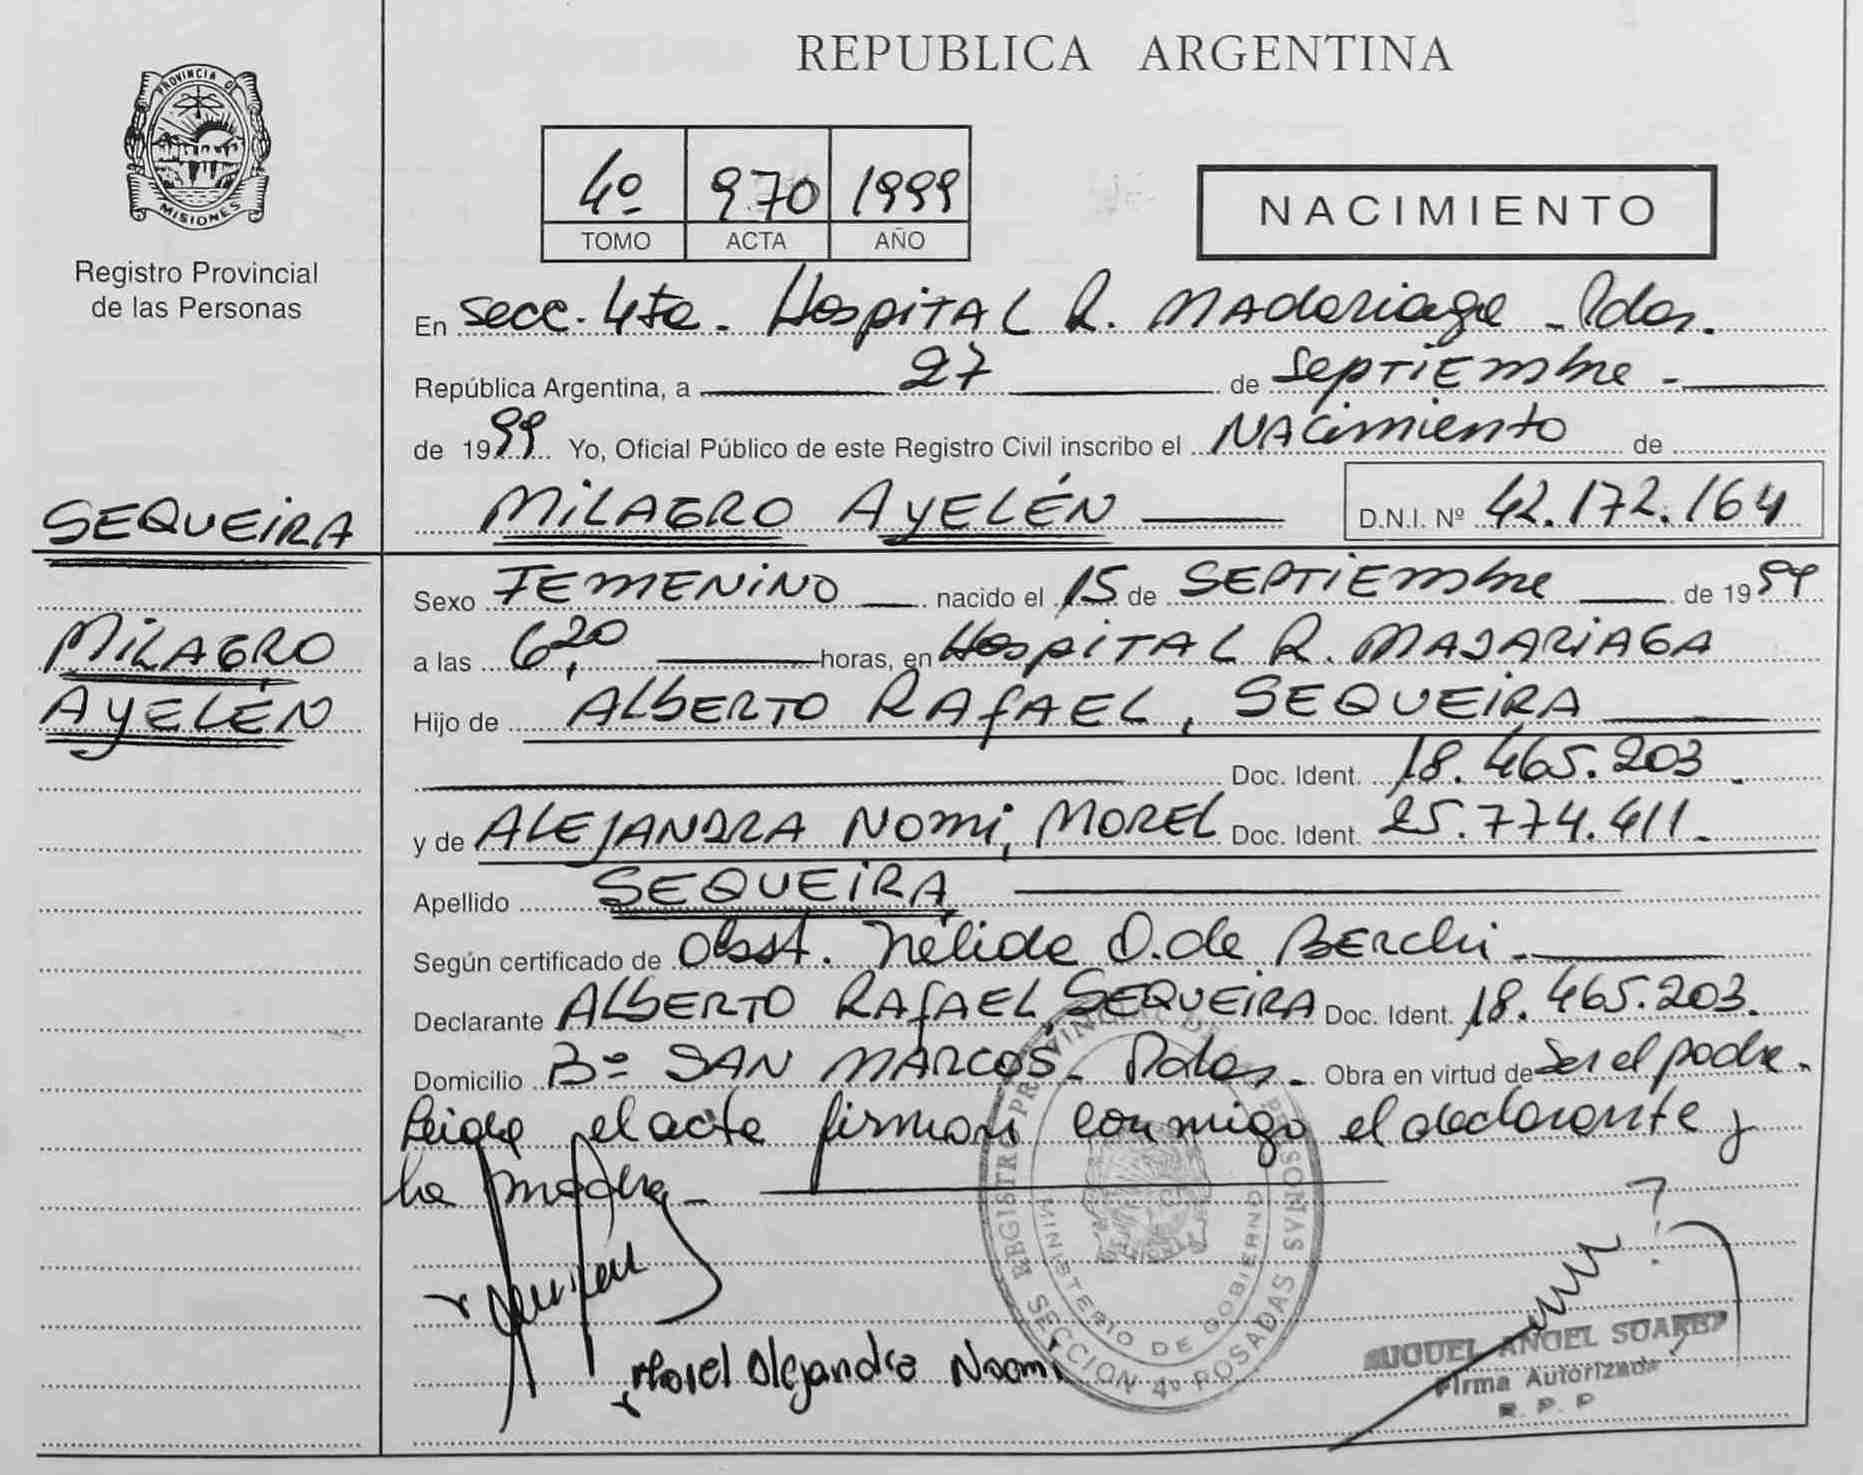 REPUBLICA ARGENTINA
PROVINCIA DE
MISIONES
Registro Provincial
de las Personas
4º 970 1999
TOMO ACTA AÑO
NACIMIENTO
En secc. 4ta. Hospital R. Madariaga - Pdas.
República Argentina, a 27 de Septiembre -
de 1999 Yo, Oficial Público de este Registro Civil inscribo el Nacimiento de
MILAGRO AYELÉN D.N.I. Nº 42.172.164
SEQUEIRA
MILAGRO
AYELÉN
Sexo FEMENINO nacido el 15 de SEPTIEmbre de 1999
a las 6,20 horas, en HospITAL R. MADARIAGA
Hijo de ALBERTO RAfAEL, SEQUEIRA
Doc. Ident. 18.465.203.
y de ALEJANDRA NOmi, MOREL Doc. Ident. 25.774.411.
Apellido SEQUEIRA
Según certificado de Obst. Nélida O. de Berchi.
Declarante ALBERTO RAfAEL, SEQUEIRA Doc. Ident. 18.465.203.
Domicilio Bº SAN MARCOS - Pdas. Obra en virtud de Ser el padre.
Leida el acta firman conmigo el declarante y
la madre -
Morel Alejandra Noemi
REGISTRO PROVINCIAL DE LAS PERSONAS
MINISTERIO DE GOBIERNO
SECCION 4º POSADAS
MIGUEL ANGEL SUAREZ
Firma Autorizada
R. P. P